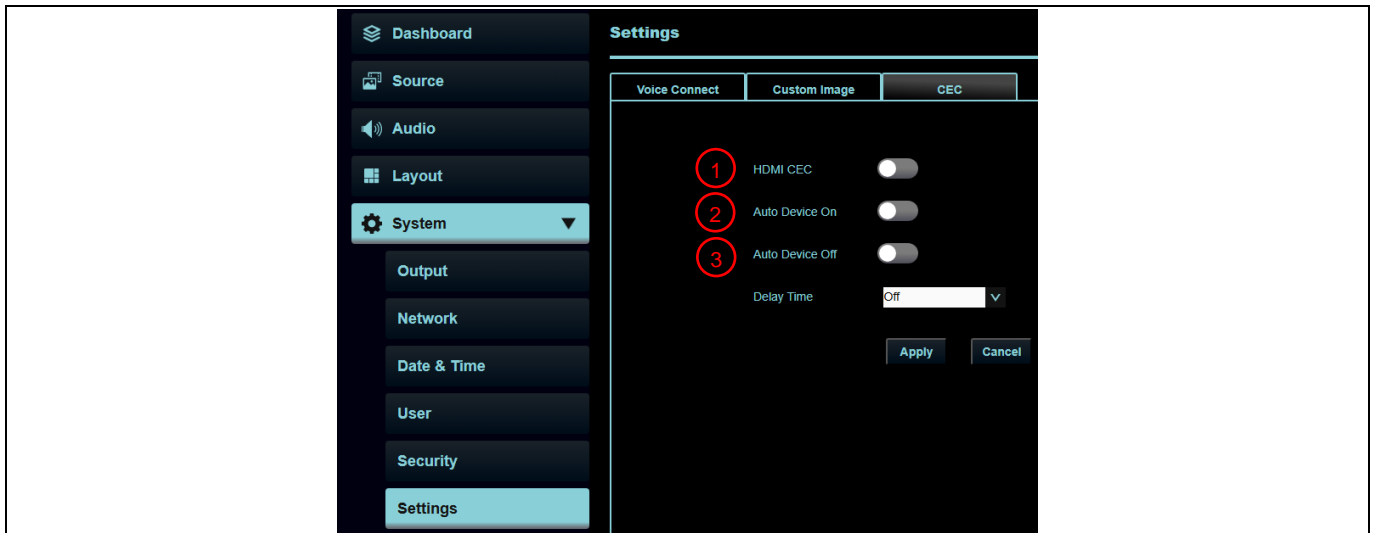 Dashboard
Source
Audio
Layout
System
Output
Network
Date & Time
User
Security
Settings
Settings
Voice Connect
Custom Image
CEC
1 HDMI CEC
2 Auto Device On
3 Auto Device Off
Delay Time Off
Apply Cancel